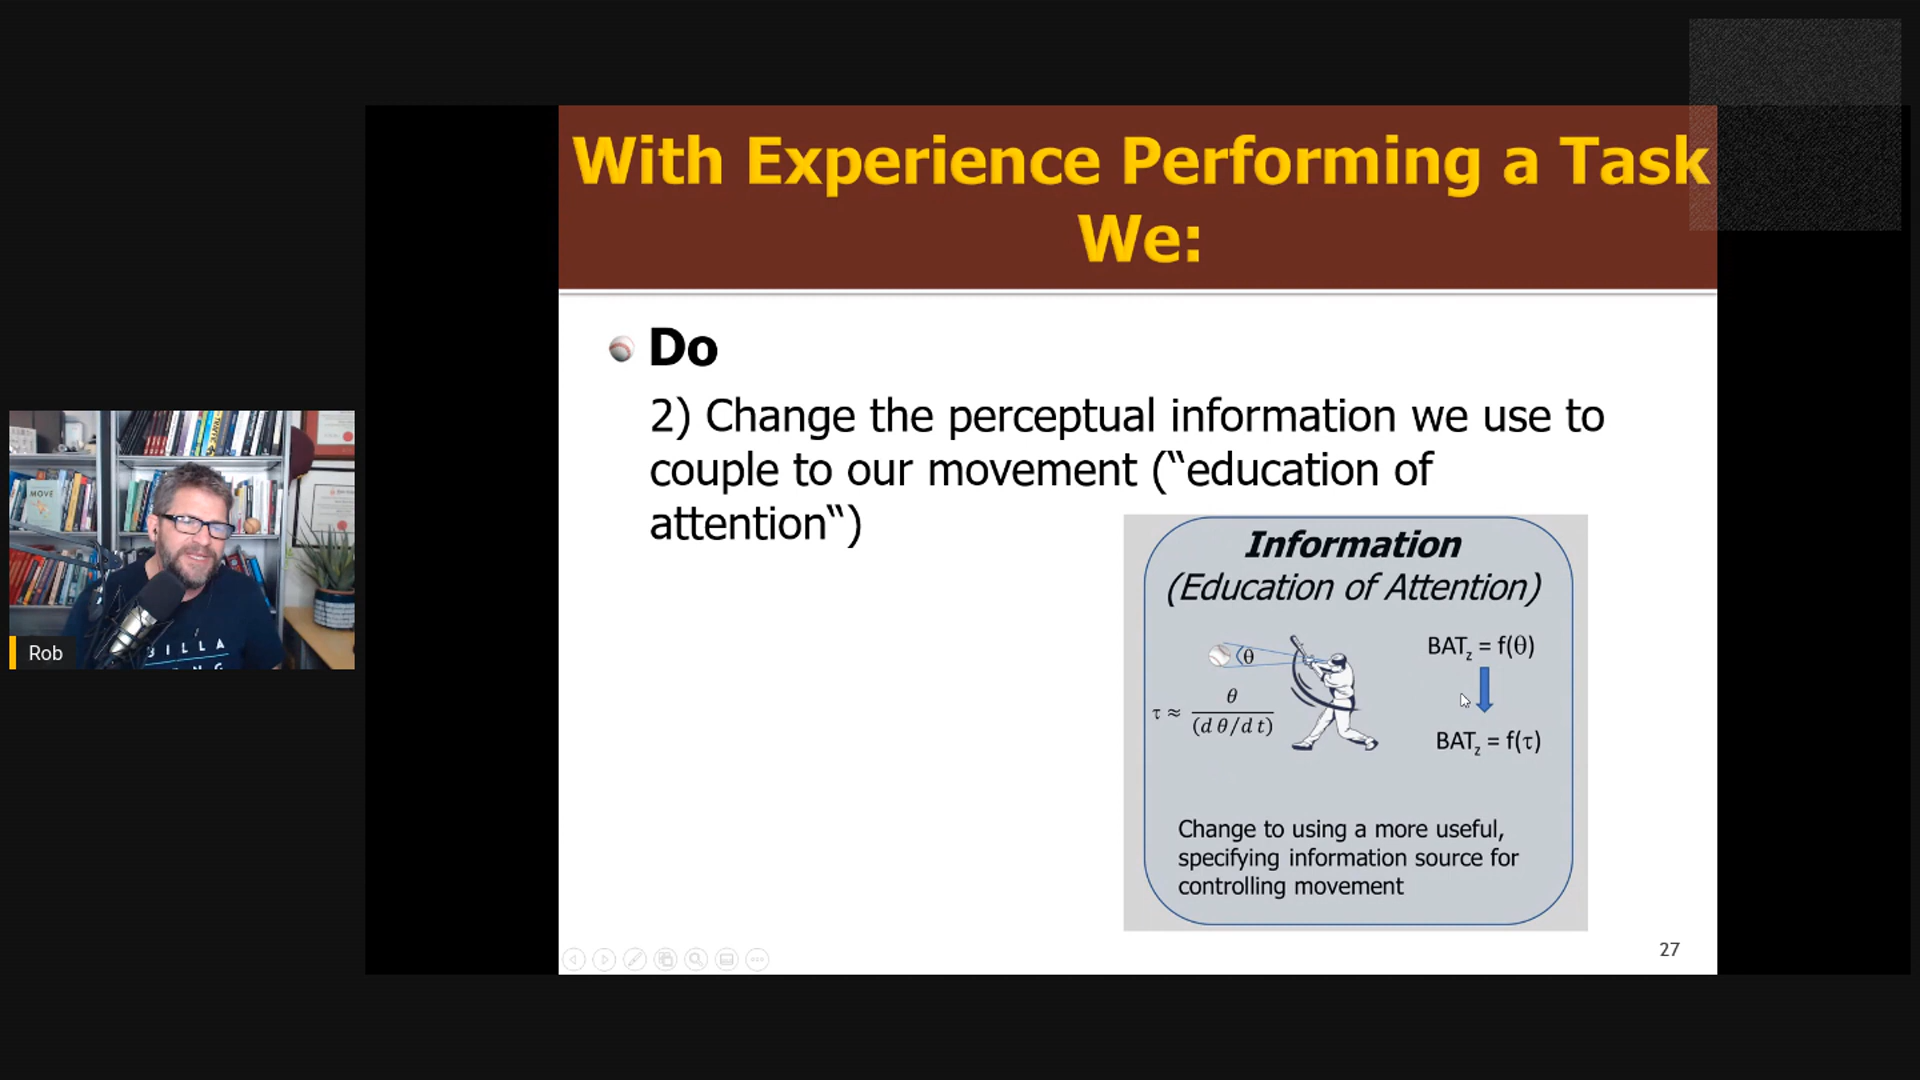 With Experience Performing a Task
We:
Do
2) Change the perceptual information we use to
couple to our movement (“education of
attention“)
Information
(Education of Attention)
θ
τ ≈ θ / (d θ/d t)
BATz = f(θ)
BATz = f(τ)
Change to using a more useful,
specifying information source for
controlling movement
27
MOVE
BILLA
Rob